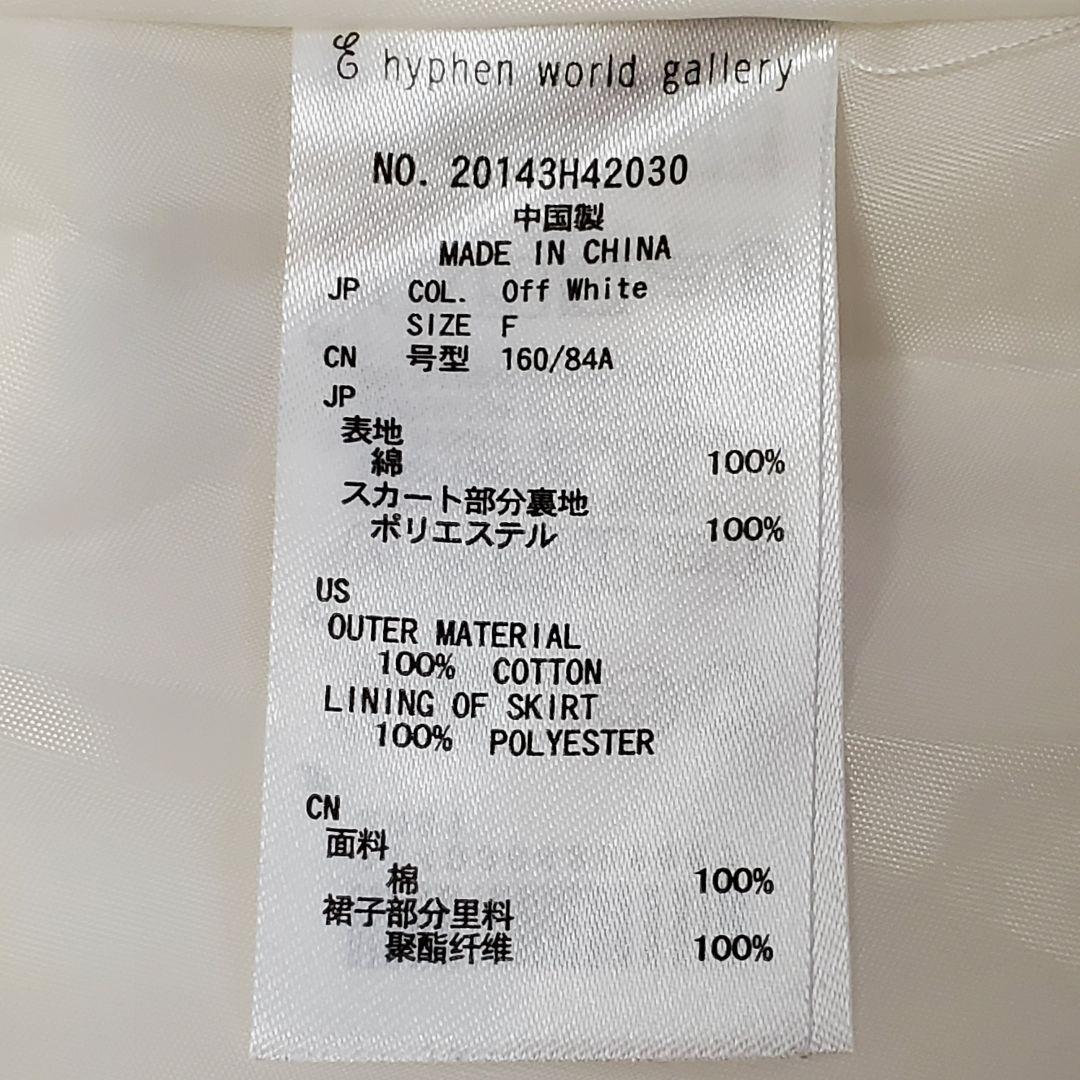 E hyphen world gallery
NO. 20143H42030
中国製
MADE IN CHINA
JP COL. Off White
SIZE F
CN 号型 160/84A
JP
表地
綿 100%
スカート部分裏地
ポリエステル 100%
US
OUTER MATERIAL
100% COTTON
LINING OF SKIRT
100% POLYESTER
CN
面料
棉 100%
裙子部分里料
聚酯纤维 100%